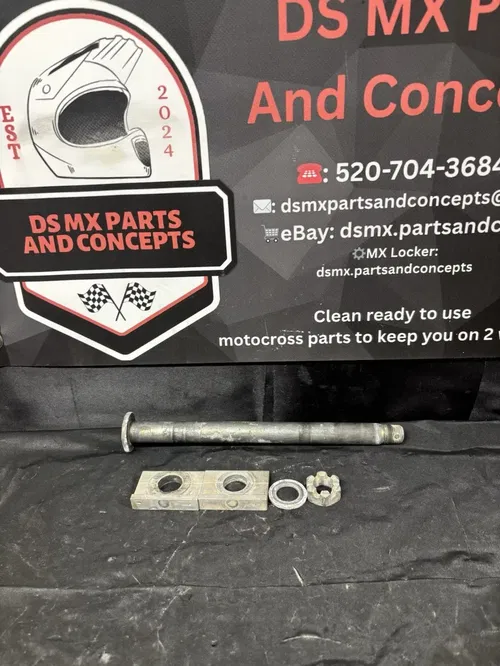 DS MX P
And Conc
EST
2024
DS MX PARTS
AND CONCEPTS
: 520-704-3684
: dsmxpartsandconcepts@
eBay: dsmx.partsandc
MX Locker:
dsmx.partsandconcepts
Clean ready to use
motocross parts to keep you on 2